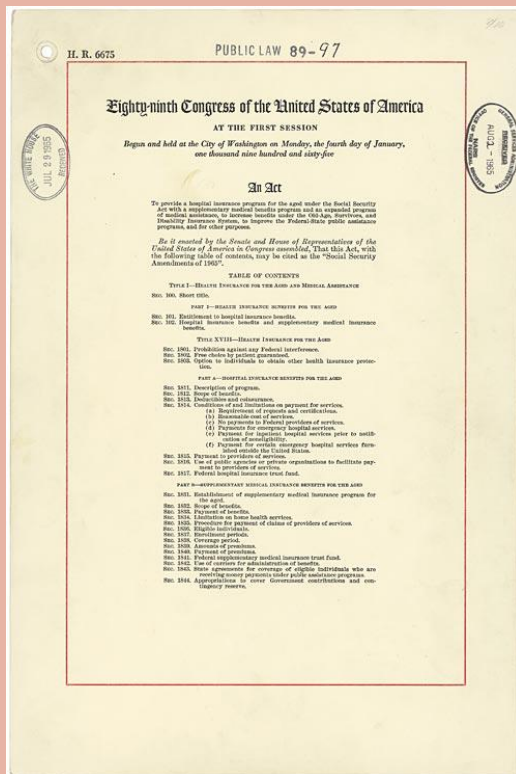 H. R. 6675
PUBLIC LAW 89-97
Eighty-ninth Congress of the United States of America
AT THE FIRST SESSION
Begun and held at the City of Washington on Monday, the fourth day of January,
one thousand nine hundred and sixty-five
THE WHITE HOUSE
JUL 29 1965
RECEIVED
AUG 2 - 1965
An Act
To provide a hospital insurance program for the aged under the Social Security
Act with a supplementary medical benefits program and an expanded program
of medical assistance, to increase benefits under the Old-Age, Survivors, and
Disability Insurance System, to improve the Federal-State public assistance
programs, and for other purposes.
Be it enacted by the Senate and House of Representatives of the
United States of America in Congress assembled, That this Act, with
the following table of contents, may be cited as the "Social Security
Amendments of 1965".
TABLE OF CONTENTS
TITLE I—HEALTH INSURANCE FOR THE AGED AND MEDICAL ASSISTANCE
SEC. 100. Short title.
PART 1—HEALTH INSURANCE BENEFITS FOR THE AGED
SEC. 101. Entitlement to hospital insurance benefits.
SEC. 102. Hospital insurance benefits and supplementary medical insurance
benefits.
TITLE XVIII—HEALTH INSURANCE FOR THE AGED
SEC. 1801. Prohibition against any Federal interference.
SEC. 1802. Free choice by patient guaranteed.
SEC. 1803. Option to individuals to obtain other health insurance protec-
tion.
PART A—HOSPITAL INSURANCE BENEFITS FOR THE AGED
SEC. 1811. Description of program.
SEC. 1812. Scope of benefits.
SEC. 1813. Deductibles and coinsurance.
SEC. 1814. Conditions of and limitations on payment for services.
(a) Requirement of requests and certifications.
(b) Reasonable cost of services.
(c) No payments to Federal providers of services.
(d) Payments for emergency hospital services.
(e) Payment for inpatient hospital services prior to notifi-
cation of noneligibility.
(f) Payment for certain emergency hospital services furn-
ished outside the United States.
SEC. 1815. Payment to providers of services.
SEC. 1816. Use of public agencies or private organizations to facilitate pay-
ment to providers of services.
SEC. 1817. Federal hospital insurance trust fund.
PART B—SUPPLEMENTARY MEDICAL INSURANCE BENEFITS FOR THE AGED
SEC. 1831. Establishment of supplementary medical insurance program for
the aged.
SEC. 1832. Scope of benefits.
SEC. 1833. Payment of benefits.
SEC. 1834. Limitation on home health services.
SEC. 1835. Procedure for payment of claims of providers of services.
SEC. 1836. Eligible individuals.
SEC. 1837. Enrollment periods.
SEC. 1838. Coverage period.
SEC. 1839. Amounts of premiums.
SEC. 1840. Payment of premiums.
SEC. 1841. Federal supplementary medical insurance trust fund.
SEC. 1842. Use of carriers for administration of benefits.
SEC. 1843. State agreements for coverage of eligible individuals who are
receiving money payments under public assistance programs.
SEC. 1844. Appropriations to cover Government contributions and con-
tingency reserve.